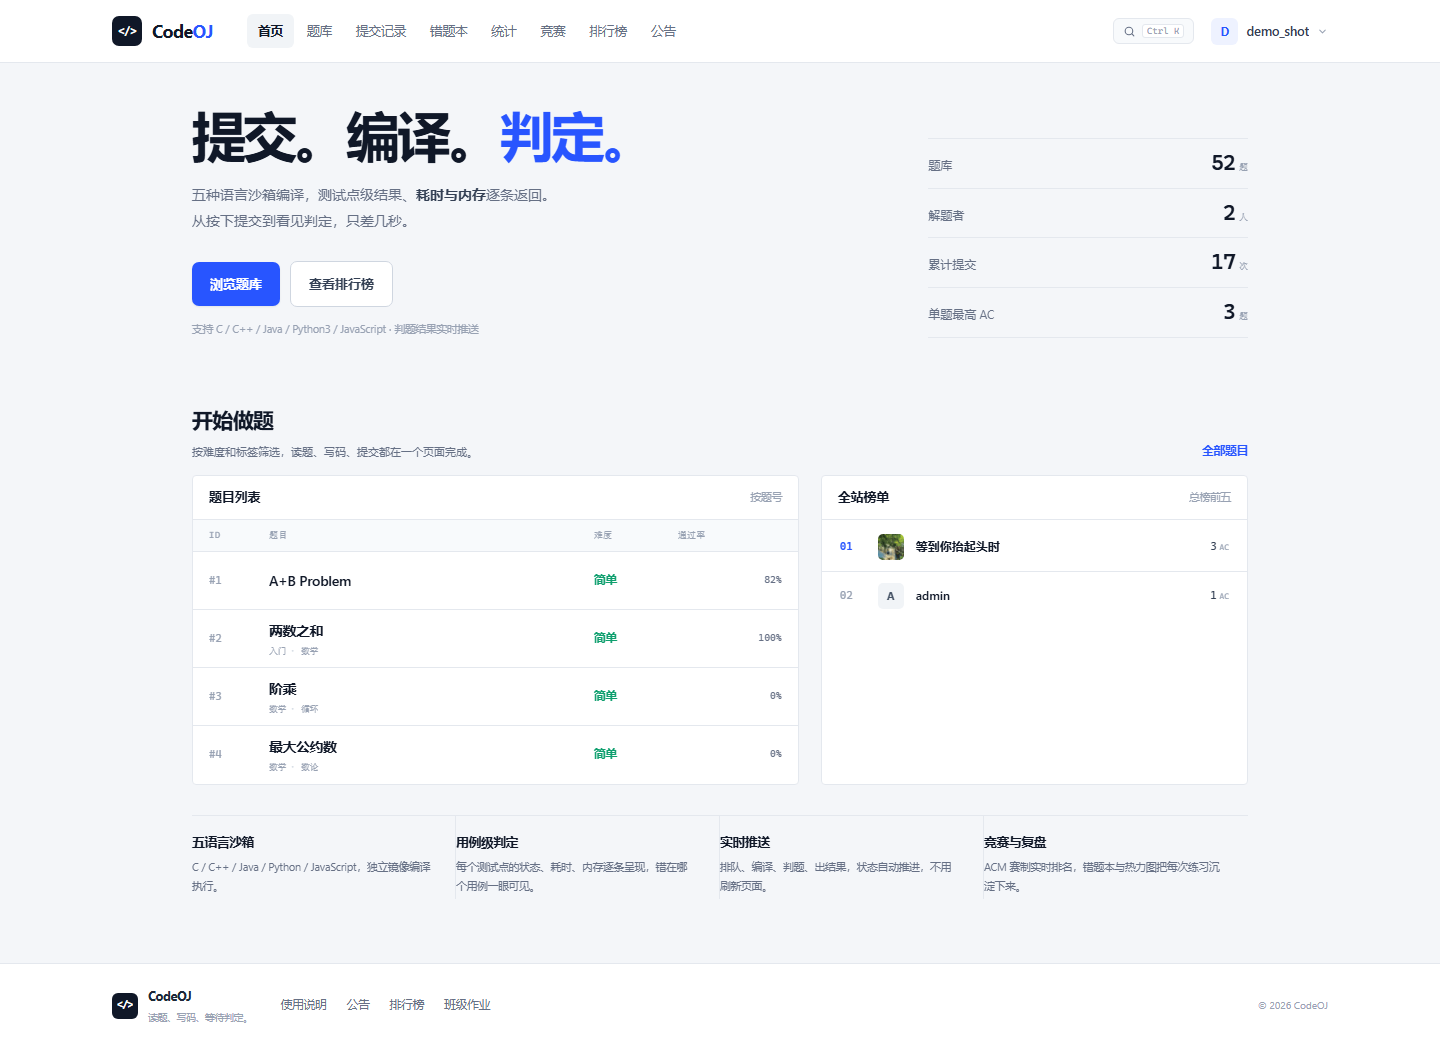 </> CodeOJ 首页 题库 提交记录 错题本 统计 竞赛 排行榜 公告 Ctrl K D demo_shot
提交。编译。判定。
五种语言沙箱编译，测试点级结果、耗时与内存逐条返回。
从按下提交到看见判定，只差几秒。
浏览题库 查看排行榜
支持 C / C++ / Java / Python3 / JavaScript · 判题结果实时推送
题库 52 题
解题者 2 人
累计提交 17 次
单题最高 AC 3 题
开始做题
按难度和标签筛选，读题、写码、提交都在一个页面完成。
全部题目
题目列表 按题号
ID 题目 难度 通过率
#1 A+B Problem 简单 82%
#2 两数之和 简单 100%
入门 · 数学
#3 阶乘 简单 0%
数学 · 循环
#4 最大公约数 简单 0%
数学 · 数论
全站榜单 总榜前五
01 等到你抬起头时 3 AC
02 A admin 1 AC
五语言沙箱
C / C++ / Java / Python / JavaScript，独立镜像编译
执行。
用例级判定
每个测试点的状态、耗时、内存逐条呈现，错在哪
个用例一眼可见。
实时推送
排队、编译、判题、出结果，状态自动推进，不用
刷新页面。
竞赛与复盘
ACM 赛制实时排名，错题本与热力图把每次练习沉
淀下来。
</> CodeOJ
读题、写码、等待判定。
使用说明 公告 排行榜 班级作业
© 2026 CodeOJ